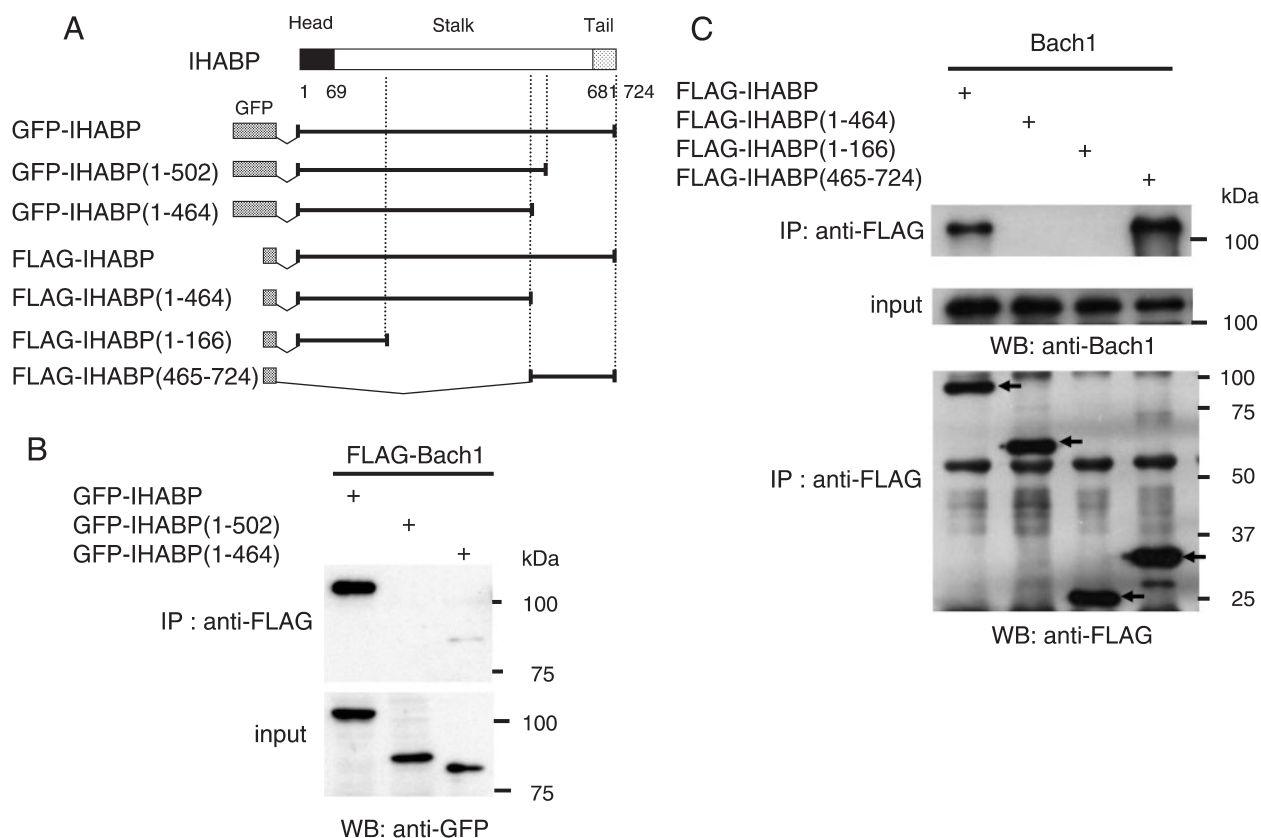 A
Head Stalk Tail
IHABP
1 69 681 724
GFP
GFP-IHABP
GFP-IHABP(1-502)
GFP-IHABP(1-464)
FLAG-IHABP
FLAG-IHABP(1-464)
FLAG-IHABP(1-166)
FLAG-IHABP(465-724)
B
FLAG-Bach1
GFP-IHABP +
GFP-IHABP(1-502) +
GFP-IHABP(1-464) +
kDa
IP : anti-FLAG
100
75
input
100
75
WB: anti-GFP
C
Bach1
FLAG-IHABP +
FLAG-IHABP(1-464) +
FLAG-IHABP(1-166) +
FLAG-IHABP(465-724) +
kDa
IP: anti-FLAG
100
input
100
WB: anti-Bach1
100
75
IP : anti-FLAG
50
37
25
WB: anti-FLAG